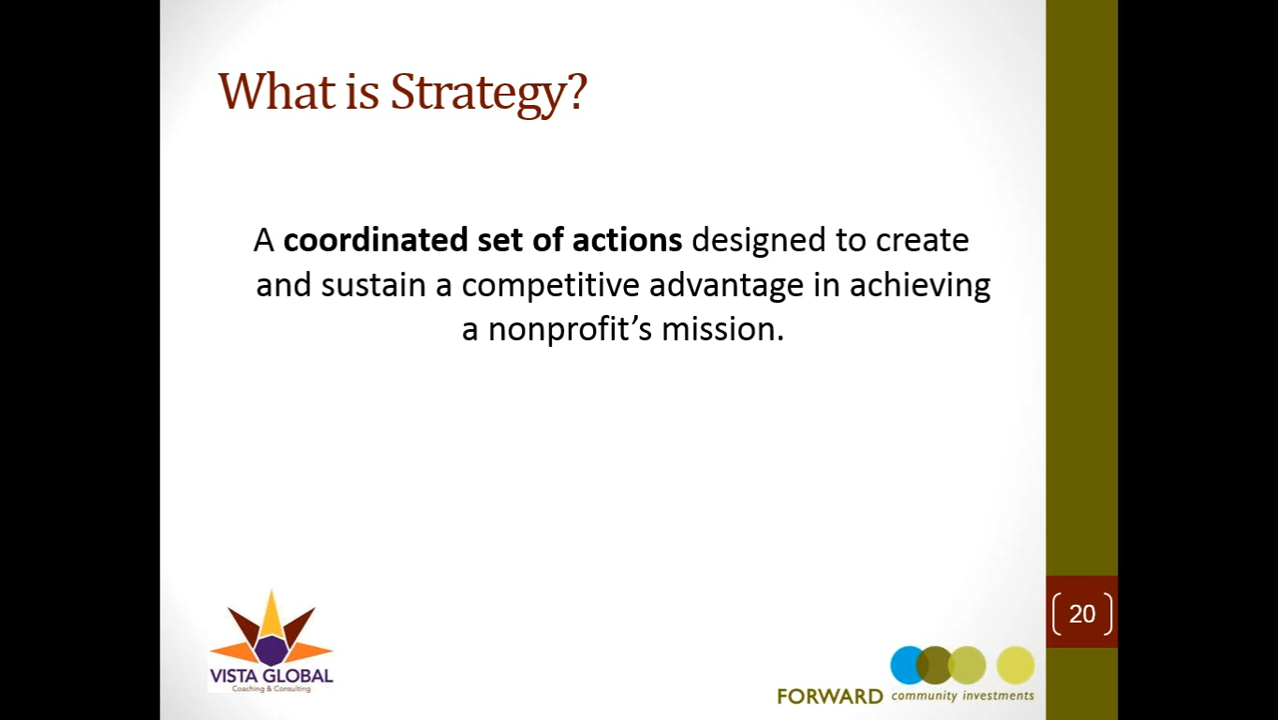 What is Strategy?
A coordinated set of actions designed to create
and sustain a competitive advantage in achieving
a nonprofit’s mission.
20
VISTA GLOBAL
Coaching & Consulting
FORWARD community investments